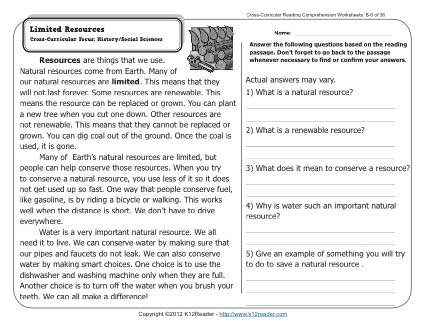 Cross-Curricular Reading Comprehension Worksheets: B-6 of 36
Limited Resources
Cross-Curricular Focus: History/Social Sciences
Resources are things that we use.
Natural resources come from Earth. Many of
our natural resources are limited. This means that they
will not last forever. Some resources are renewable. This
means the resource can be replaced or grown. You can plant
a new tree when you cut one down. Other resources are
not renewable. This means that they cannot be replaced or
grown. You can dig coal out of the ground. Once the coal is
used, it is gone.
Many of Earth's natural resources are limited, but
people can help conserve those resources. When you try
to conserve a natural resource, you use less of it so it does
not get used up so fast. One way that people conserve fuel,
like gasoline, is by riding a bicycle or walking. This works
well when the distance is short. We don't have to drive
everywhere.
Water is a very important natural resource. We all
need it to live. We can conserve water by making sure that
our pipes and faucets do not leak. We can also conserve
water by making smart choices. One choice is to use the
dishwasher and washing machine only when they are full.
Another choice is to turn off the water when you brush your
teeth. We can all make a difference!
Name:
Answer the following questions based on the reading
passage. Don't forget to go back to the passage
whenever necessary to find or confirm your answers.
Actual answers may vary.
1) What is a natural resource?
2) What is a renewable resource?
3) What does it mean to conserve a resource?
4) Why is water such an important natural
resource?
5) Give an example of something you will try
to do to save a natural resource .
Copyright ©2012 K12Reader - http://www.k12reader.com